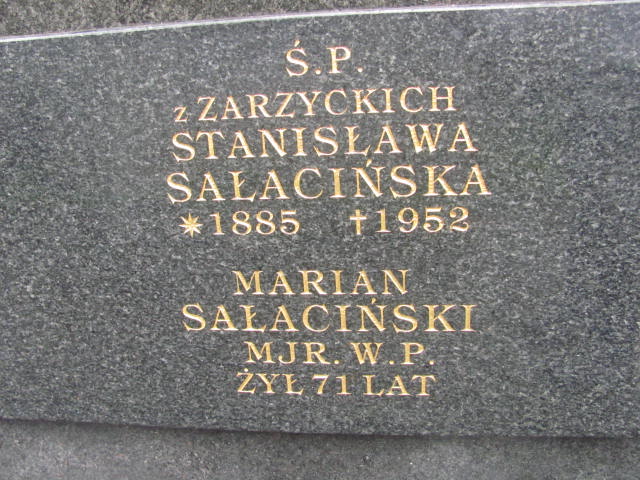 Ś.P.
z ZARZYCKICH
STANISŁAWA
SAŁACIŃSKA
✴1885 †1952
MARIAN
SAŁACIŃSKI
MJR. W.P.
ŻYŁ 71 LAT